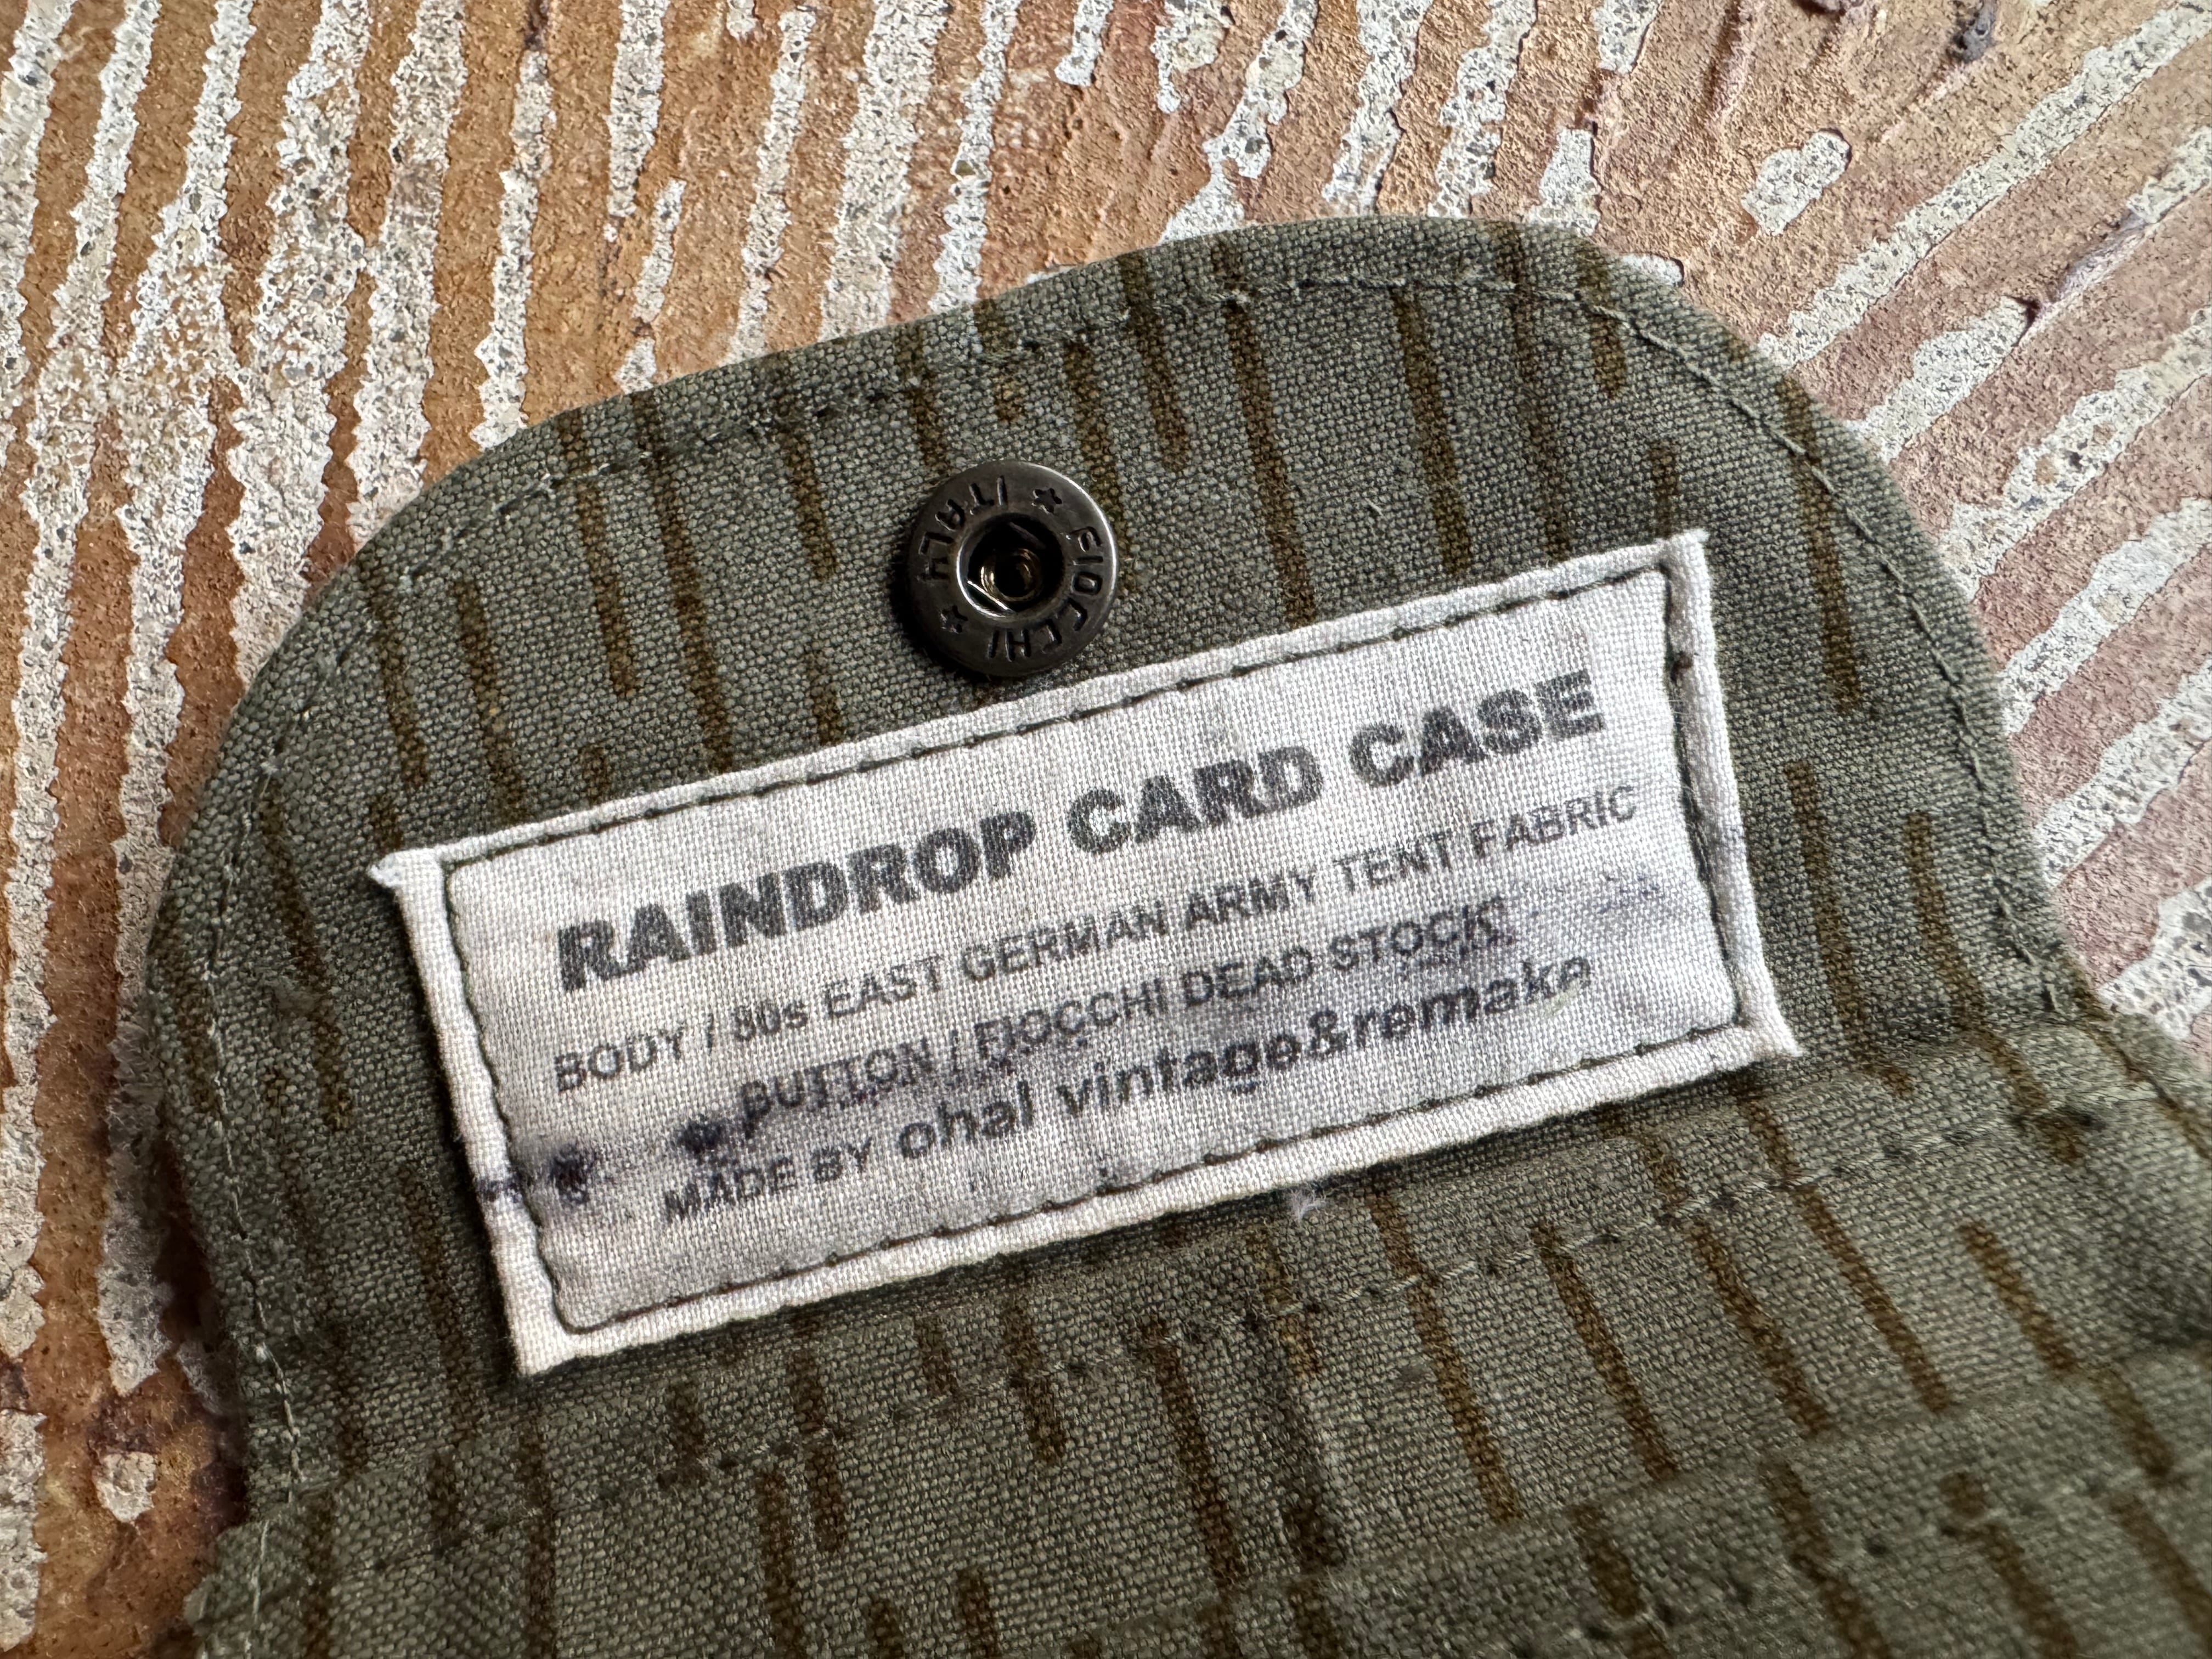 FIOCCHI ★ ITALY ★
RAINDROP CARD CASE
BODY / 80s EAST GERMAN ARMY TENT FABRIC
BUTTON / FIOCCHI DEAD STOCK
MADE BY ohal vintage&remake